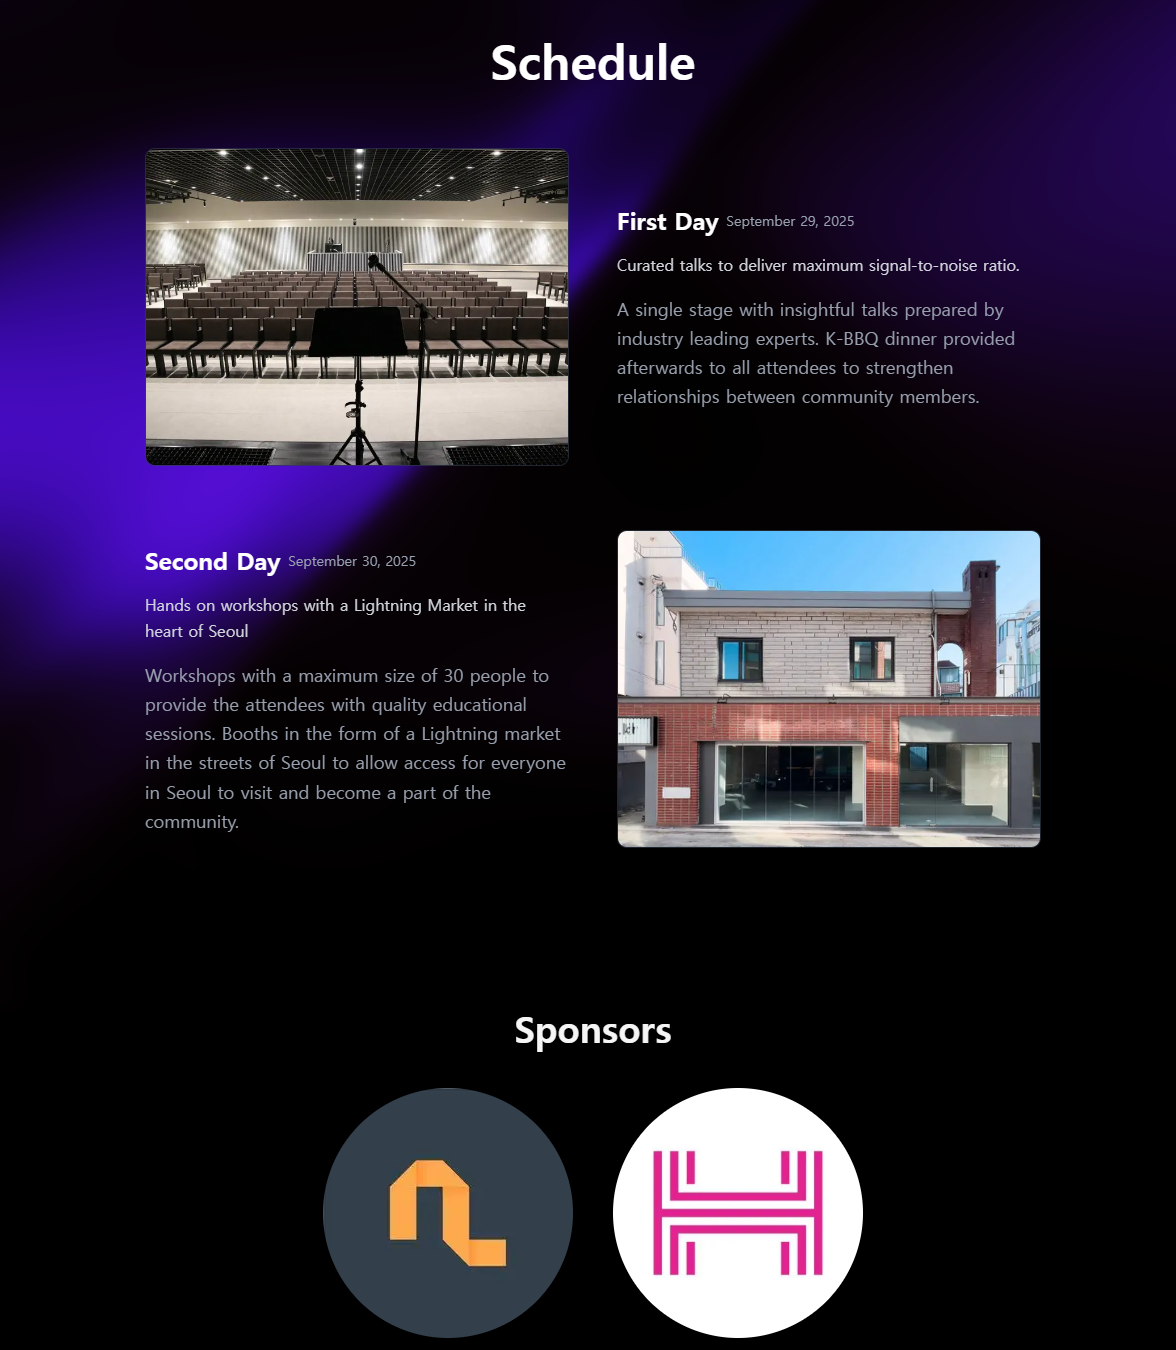 Schedule
First Day September 29, 2025
Curated talks to deliver maximum signal-to-noise ratio.
A single stage with insightful talks prepared by
industry leading experts. K-BBQ dinner provided
afterwards to all attendees to strengthen
relationships between community members.
Second Day September 30, 2025
Hands on workshops with a Lightning Market in the
heart of Seoul
Workshops with a maximum size of 30 people to
provide the attendees with quality educational
sessions. Booths in the form of a Lightning market
in the streets of Seoul to allow access for everyone
in Seoul to visit and become a part of the
community.
Sponsors